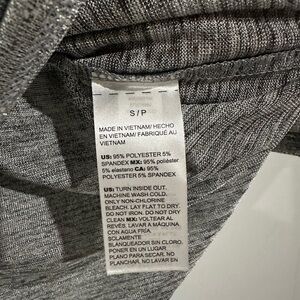 S/P
MADE IN VIETNAM/ HECHO
EN VIETNAM/ FABRIQUÉ AU
VIETNAM
US: 95% POLYESTER 5%
SPANDEX MX: 95% poliéster
5% elastano CA: 95%
POLYESTER 5% SPANDEX
US: TURN INSIDE OUT.
MACHINE WASH COLD.
ONLY NON-CHLORINE
BLEACH. LAY FLAT TO DRY.
DO NOT IRON. DO NOT DRY
CLEAN MX: VOLTEAR AL
REVÉS. LAVAR A MÁQUINA
CON AGUA FRÍA.
SOLAMENTE
BLANQUEADOR SIN CLORO.
PONER EN UN LUGAR
PLANO PARA SECAR. NO
PLANCHAR. NO LAVAR EN